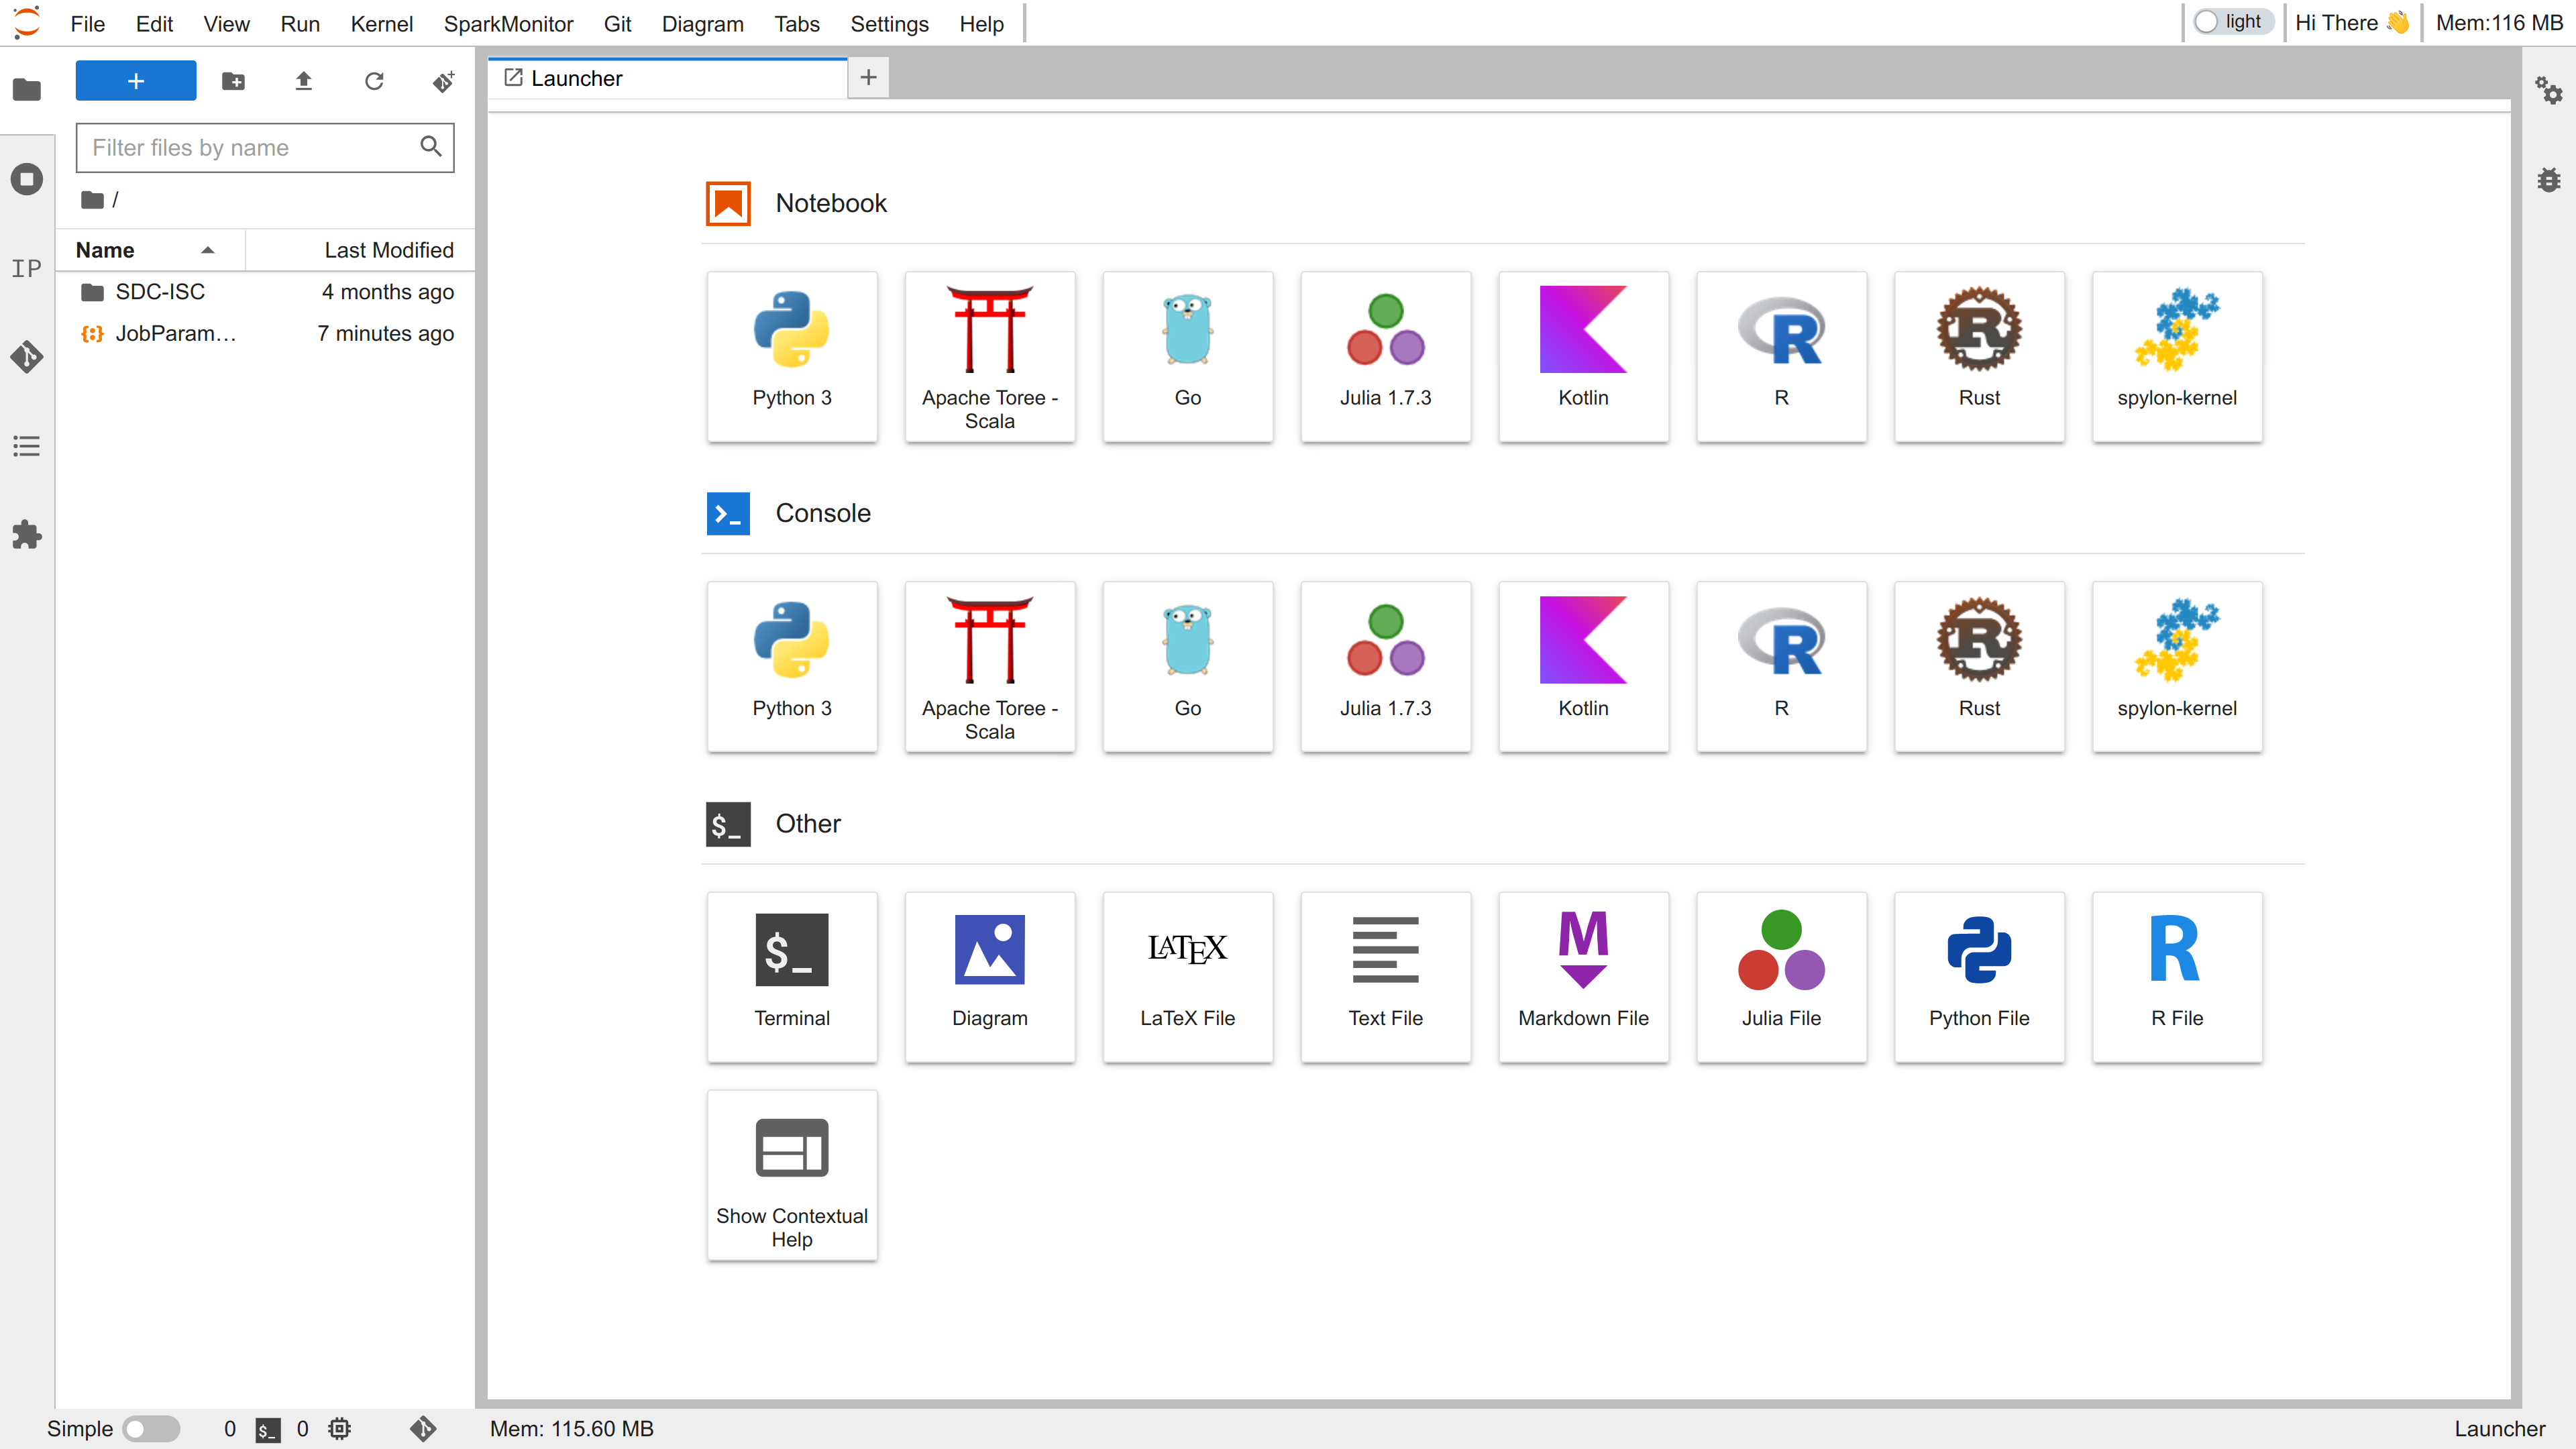 File Edit View Run Kernel SparkMonitor Git Diagram Tabs Settings Help
light Hi There 👋 Mem:116 MB
Launcher
Filter files by name
/
Name Last Modified
SDC-ISC 4 months ago
JobParam… 7 minutes ago
IP
Notebook
Python 3
Apache Toree -
Scala
Go
Julia 1.7.3
Kotlin
R
Rust
spylon-kernel
Console
Python 3
Apache Toree -
Scala
Go
Julia 1.7.3
Kotlin
R
Rust
spylon-kernel
$_ Other
$_
Terminal
Diagram
LATEX
LaTeX File
Text File
M
Markdown File
Julia File
Python File
R
R File
Show Contextual
Help
Simple 0 $_ 0 Mem: 115.60 MB Launcher